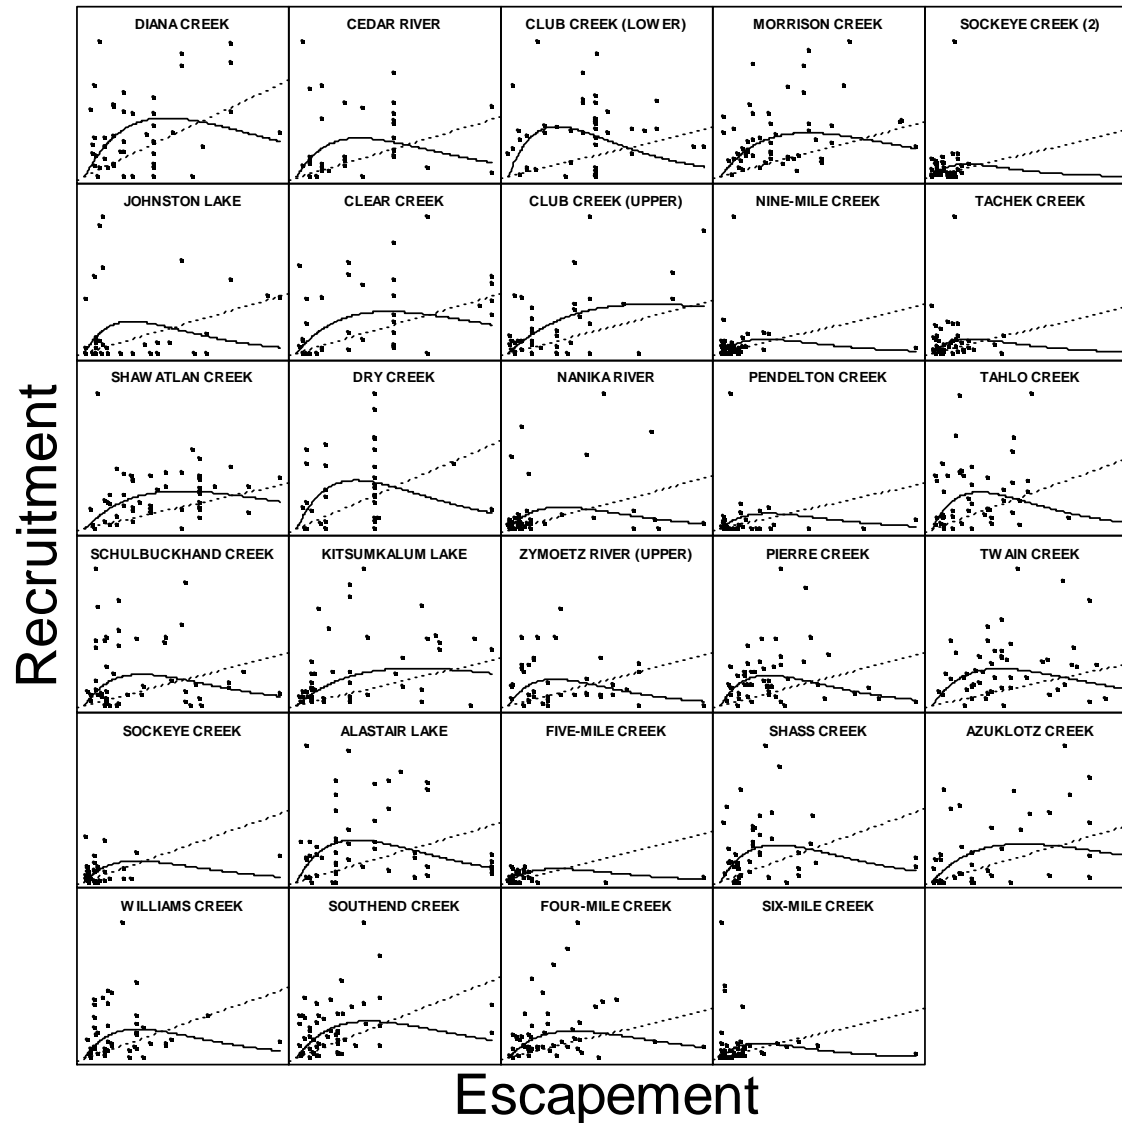 DIANA CREEK
CEDAR RIVER
CLUB CREEK (LOWER)
MORRISON CREEK
SOCKEYE CREEK (2)
JOHNSTON LAKE
CLEAR CREEK
CLUB CREEK (UPPER)
NINE-MILE CREEK
TACHEK CREEK
SHAWATLAN CREEK
DRY CREEK
NANIKA RIVER
PENDELTON CREEK
TAHLO CREEK
SCHULBUCKHAND CREEK
KITSUMKALUM LAKE
ZYMOETZ RIVER (UPPER)
PIERRE CREEK
TWAIN CREEK
SOCKEYE CREEK
ALASTAIR LAKE
FIVE-MILE CREEK
SHASS CREEK
AZUKLOTZ CREEK
WILLIAMS CREEK
SOUTHEND CREEK
FOUR-MILE CREEK
SIX-MILE CREEK
Recruitment
Escapement